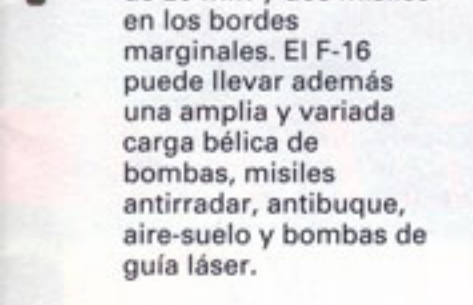 en los bordes
marginales. El F-16
puede llevar además
una amplia y variada
carga bélica de
bombas, misiles
antirradar, antibuque,
aire-suelo y bombas de
guía láser.